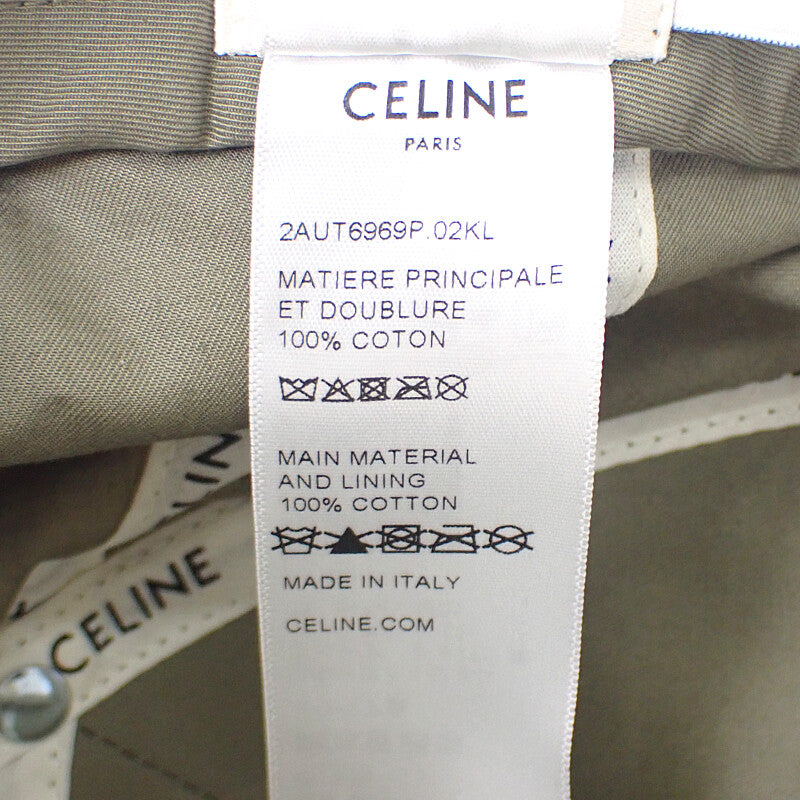 CELINE
PARIS
2AUT6969P.02KL
MATIERE PRINCIPALE
ET DOUBLURE
100% COTON
MAIN MATERIAL
AND LINING
100% COTTON
MADE IN ITALY
CELINE.COM
CELINE